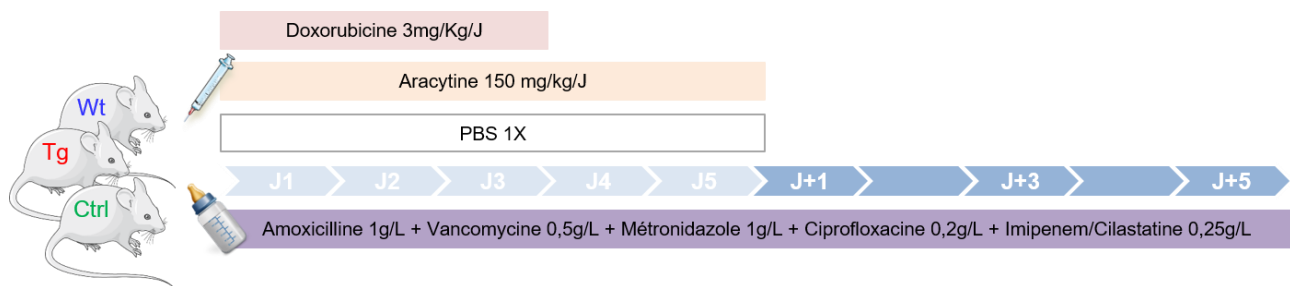 Doxorubicine 3mg/Kg/J
Aracytine 150 mg/kg/J
PBS 1X
Wt
Tg
Ctrl
J1 J2 J3 J4 J5 J+1 J+3 J+5
Amoxicilline 1g/L + Vancomycine 0,5g/L + Métronidazole 1g/L + Ciprofloxacine 0,2g/L + Imipenem/Cilastatine 0,25g/L